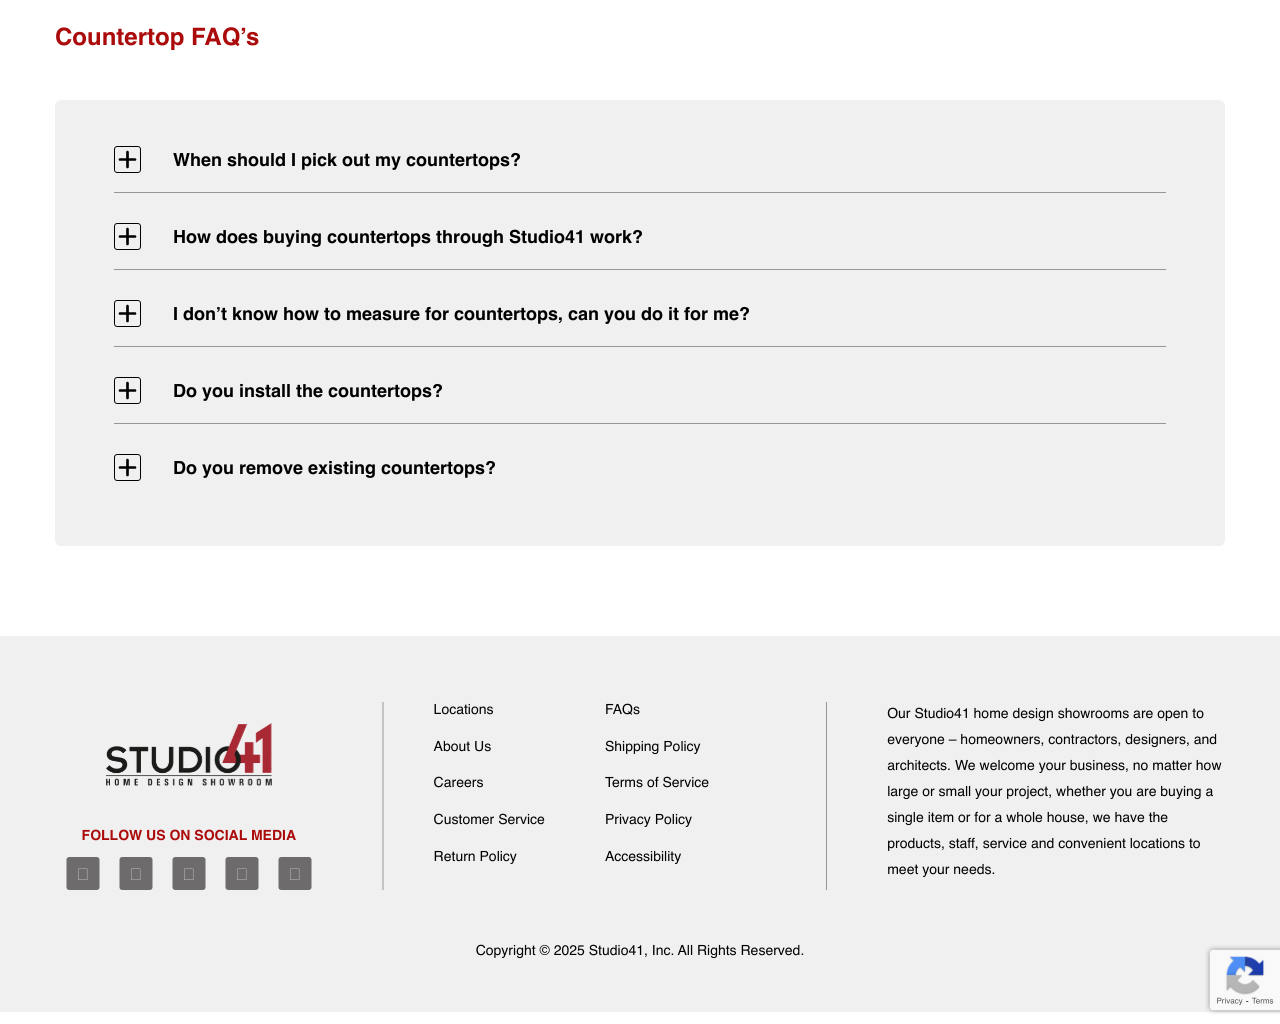 Countertop FAQ’s
When should I pick out my countertops?
How does buying countertops through Studio41 work?
I don’t know how to measure for countertops, can you do it for me?
Do you install the countertops?
Do you remove existing countertops?
STUDIO41
HOME DESIGN SHOWROOM
FOLLOW US ON SOCIAL MEDIA
Locations
About Us
Careers
Customer Service
Return Policy
FAQs
Shipping Policy
Terms of Service
Privacy Policy
Accessibility
Our Studio41 home design showrooms are open to
everyone – homeowners, contractors, designers, and
architects. We welcome your business, no matter how
large or small your project, whether you are buying a
single item or for a whole house, we have the
products, staff, service and convenient locations to
meet your needs.
Copyright © 2025 Studio41, Inc. All Rights Reserved.
Privacy - Terms